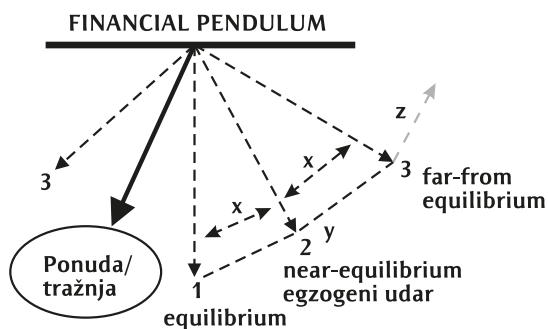 FINANCIAL PENDULUM
z
x
3
3
far-from
equilibrium
x
y
2
Ponuda/
tražnja
1
near-equilibrium
egzogeni udar
equilibrium